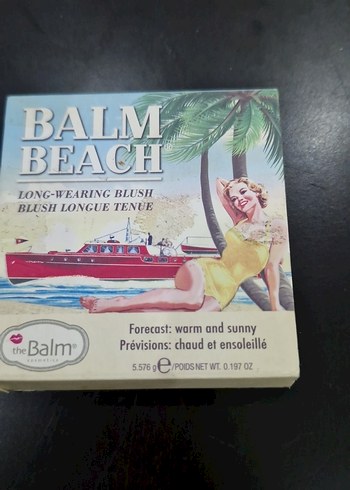 BALM
BEACH
LONG-WEARING BLUSH
BLUSH LONGUE TENUE
Forecast: warm and sunny
Prévisions: chaud et ensoleillé
theBalm®
cosmetics
5.576 g ℮ /POIDS NET WT. 0.197 OZ